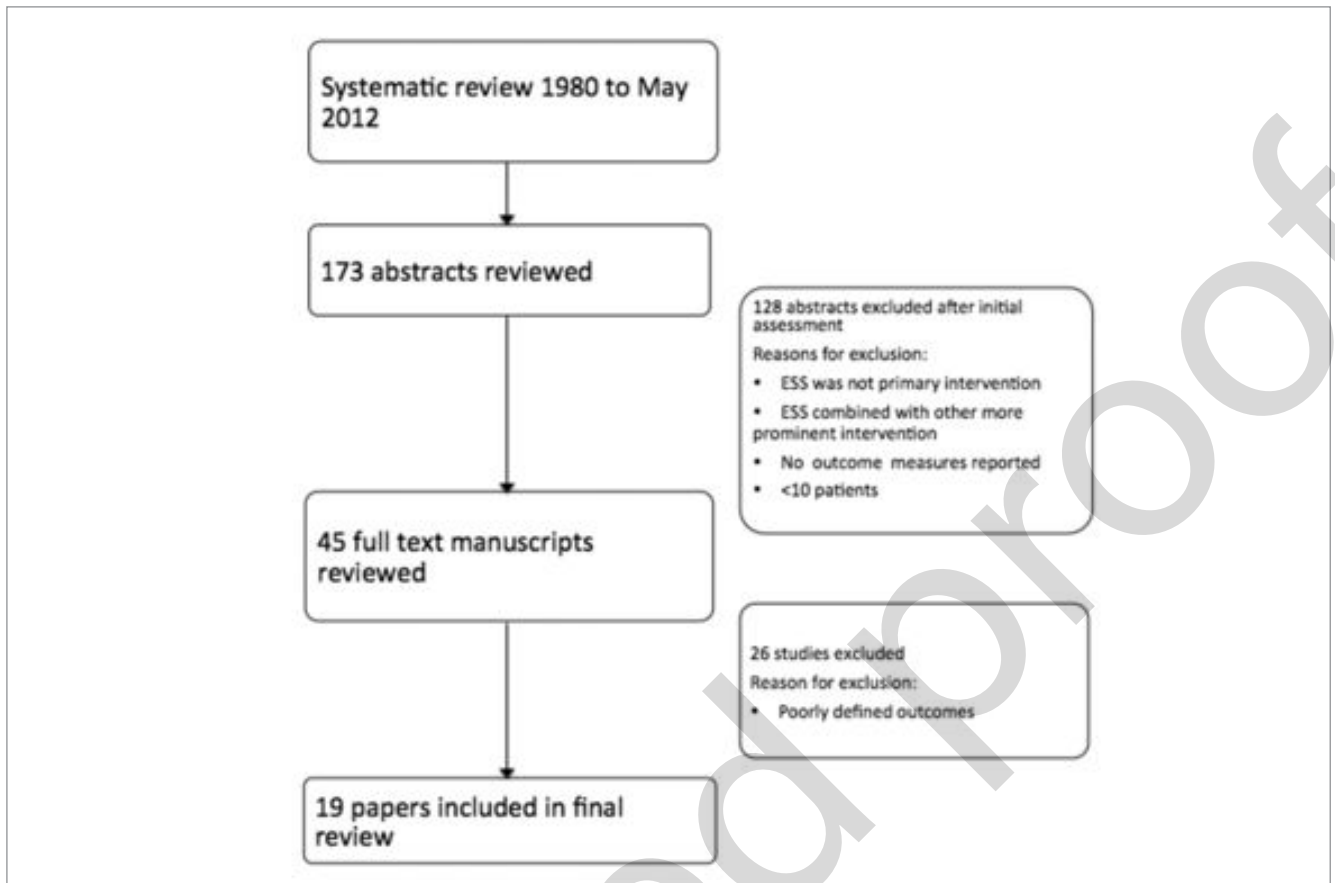 Systematic review 1980 to May
2012
173 abstracts reviewed
128 abstracts excluded after initial
assessment
Reasons for exclusion:
• ESS was not primary intervention
• ESS combined with other more
prominent intervention
• No outcome measures reported
• <10 patients
45 full text manuscripts
reviewed
26 studies excluded
Reason for exclusion:
• Poorly defined outcomes
19 papers included in final
review
d proof